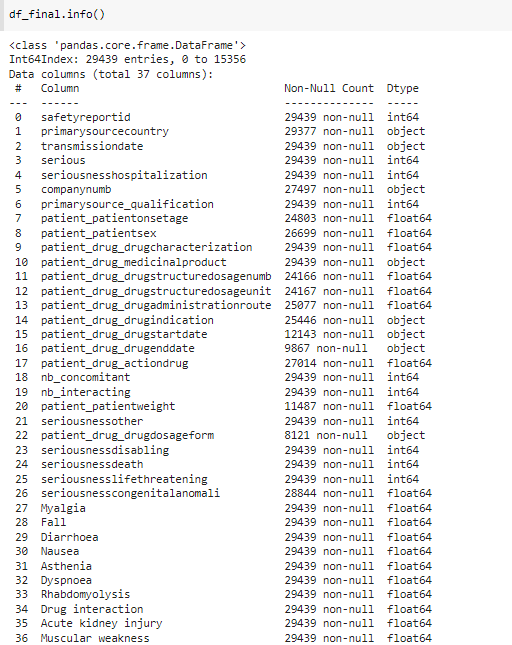 df_final.info()
<class 'pandas.core.frame.DataFrame'>
Int64Index: 29439 entries, 0 to 15356
Data columns (total 37 columns):
 #   Column                              Non-Null Count  Dtype
---  ------                              --------------  -----
 0   safetyreportid                      29439 non-null  int64
 1   primarysourcecountry                29377 non-null  object
 2   transmissiondate                    29439 non-null  object
 3   serious                             29439 non-null  int64
 4   seriousnesshospitalization          29439 non-null  int64
 5   companynumb                         27497 non-null  object
 6   primarysource_qualification         29439 non-null  int64
 7   patient_patientonsetage             24803 non-null  float64
 8   patient_patientsex                  26699 non-null  float64
 9   patient_drug_drugcharacterization   29439 non-null  float64
 10  patient_drug_medicinalproduct       29439 non-null  object
 11  patient_drug_drugstructuredosagenumb  24166 non-null  float64
 12  patient_drug_drugstructuredosageunit  24167 non-null  float64
 13  patient_drug_drugadministrationroute  25077 non-null  float64
 14  patient_drug_drugindication         25446 non-null  object
 15  patient_drug_drugstartdate          12143 non-null  object
 16  patient_drug_drugenddate            9867 non-null   object
 17  patient_drug_actiondrug             27014 non-null  float64
 18  nb_concomitant                      29439 non-null  int64
 19  nb_interacting                      29439 non-null  int64
 20  patient_patientweight               11487 non-null  float64
 21  seriousnessother                    29439 non-null  int64
 22  patient_drug_drugdosageform         8121 non-null   object
 23  seriousnessdisabling                29439 non-null  int64
 24  seriousnessdeath                    29439 non-null  int64
 25  seriousnesslifethreatening          29439 non-null  int64
 26  seriousnesscongenitalanomali        28844 non-null  float64
 27  Myalgia                             29439 non-null  float64
 28  Fall                                29439 non-null  float64
 29  Diarrhoea                           29439 non-null  float64
 30  Nausea                              29439 non-null  float64
 31  Asthenia                            29439 non-null  float64
 32  Dyspnoea                            29439 non-null  float64
 33  Rhabdomyolysis                      29439 non-null  float64
 34  Drug interaction                    29439 non-null  float64
 35  Acute kidney injury                 29439 non-null  float64
 36  Muscular weakness                   29439 non-null  float64